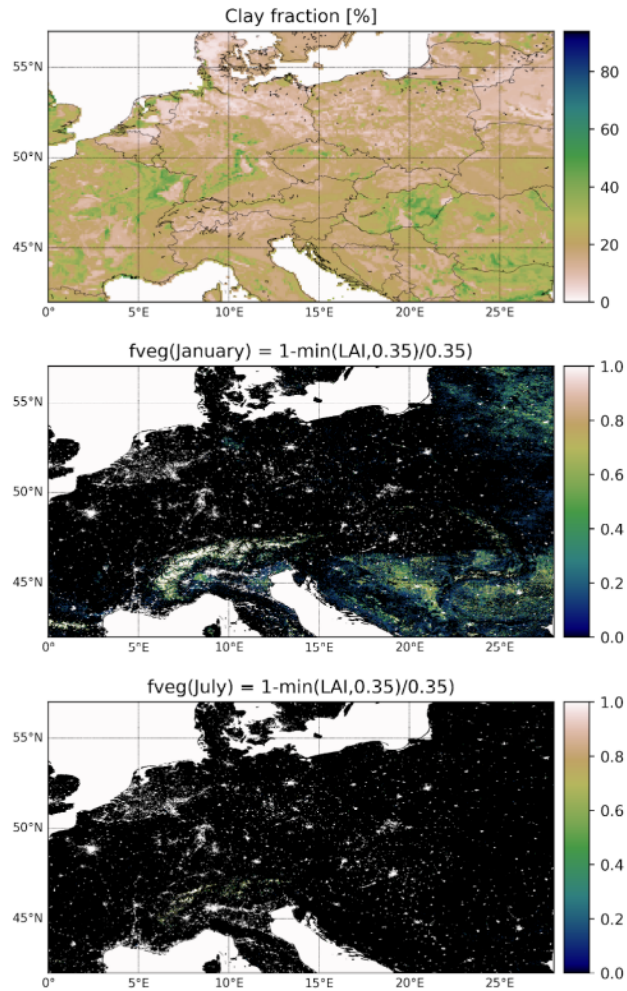 Clay fraction [%]
55°N
50°N
45°N
0°
5°E
10°E
15°E
20°E
25°E
80
60
40
20
0
fveg(January) = 1-min(LAI,0.35)/0.35)
55°N
50°N
45°N
0°
5°E
10°E
15°E
20°E
25°E
1.0
0.8
0.6
0.4
0.2
0.0
fveg(July) = 1-min(LAI,0.35)/0.35)
55°N
50°N
45°N
0°
5°E
10°E
15°E
20°E
25°E
1.0
0.8
0.6
0.4
0.2
0.0